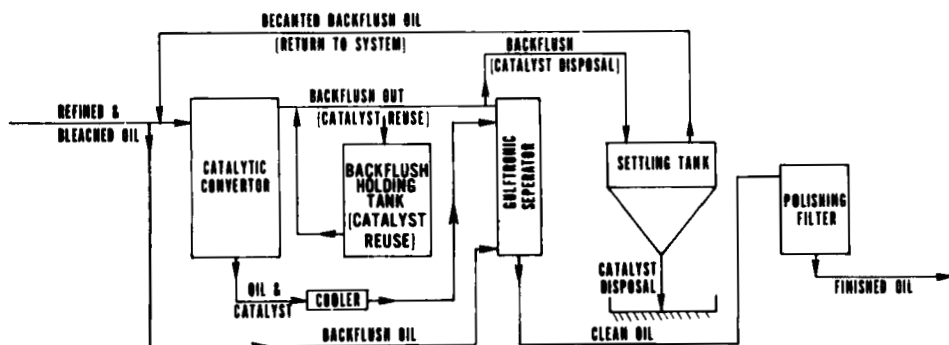 DECANTED BACKFLUSH OIL
(RETURN TO SYSTEM)
BACKFLUSH
(CATALYST DISPOSAL)
REFINED &
BLEACHED OIL
BACKFLUSH OUT
(CATALYST REUSE)
CATALYTIC
CONVERTOR
BACKFLUSH
HOLDING
TANK
(CATALYST
REUSE)
GULFTRONIC
SEPERATOR
SETTLING TANK
POLISHING
FILTER
OIL &
CATALYST
COOLER
CATALYST
DISPOSAL
FINISHED OIL
BACKFLUSH OIL
CLEAN OIL